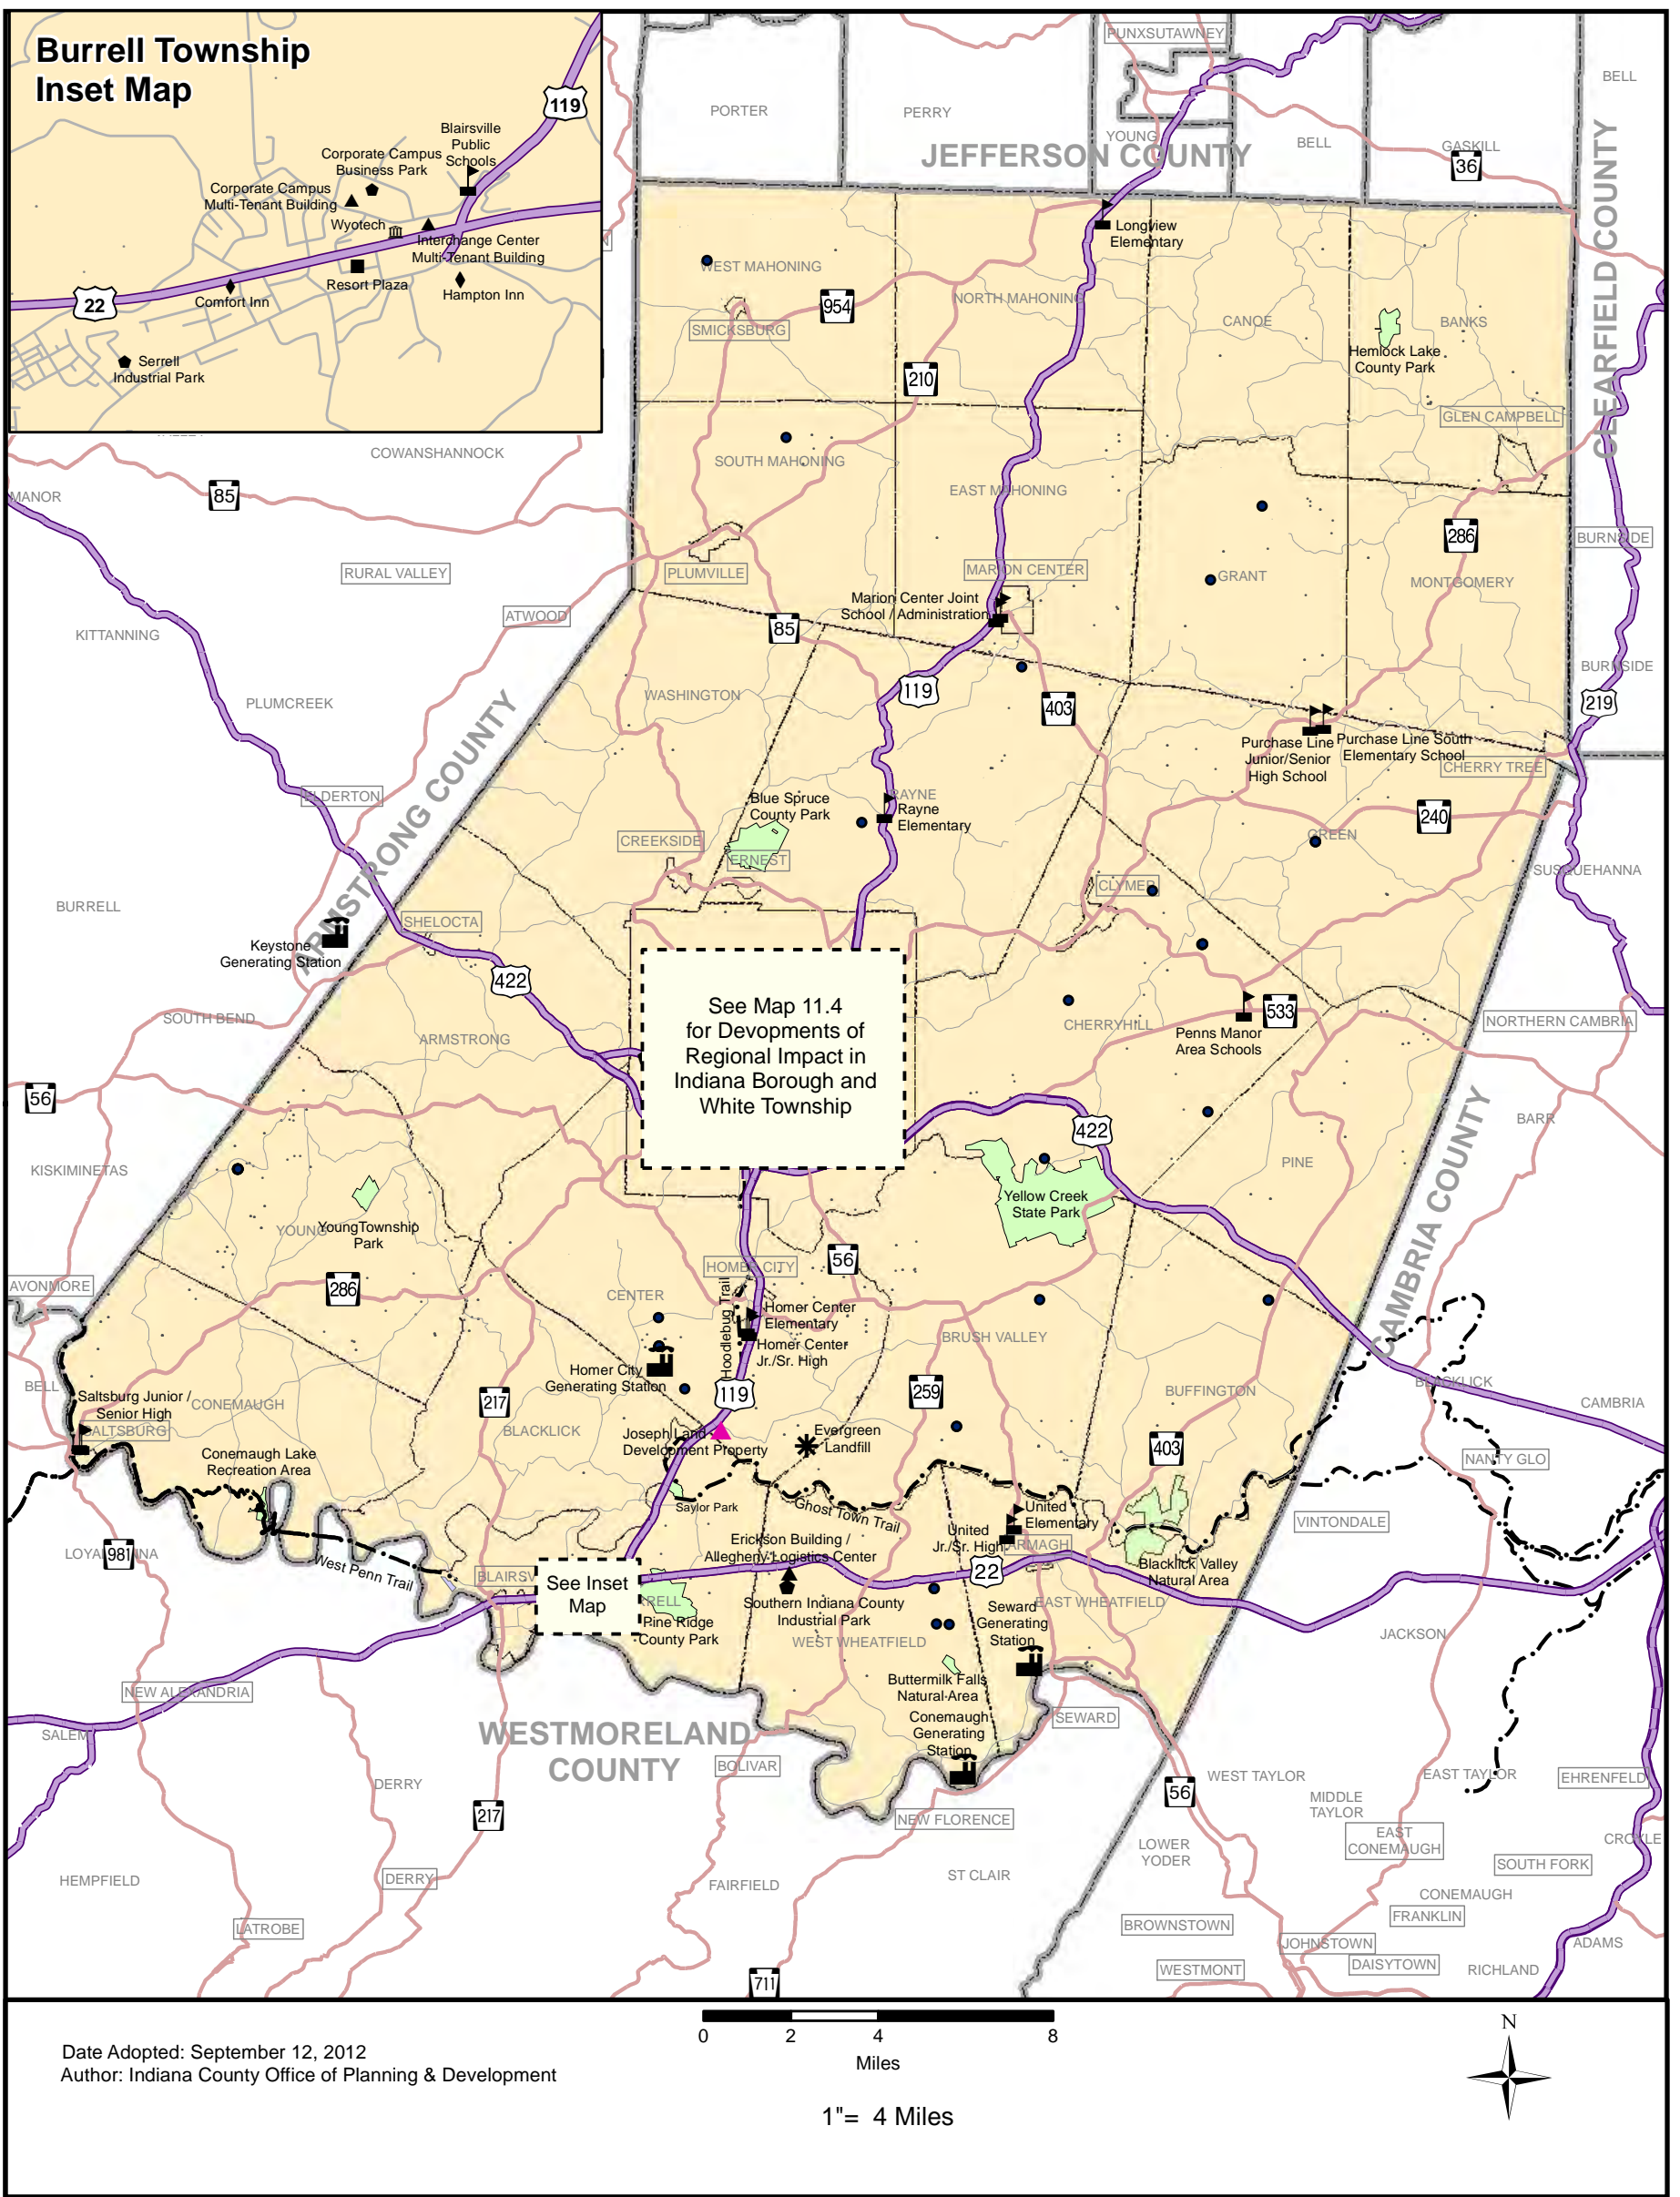 Burrell Township
Inset Map
119
Blairsville
Public
Schools
Corporate Campus
Business Park
Corporate Campus
Multi-Tenant Building
Wyotech
Interchange Center
Multi-Tenant Building
Resort Plaza
Hampton Inn
22
Comfort Inn
Serrell
Industrial Park
PUNXSUTAWNEY
BELL
PORTER
PERRY
YOUNG
BELL
JEFFERSON COUNTY
GASKILL
36
CLEARFIELD COUNTY
Longview
Elementary
WEST MAHONING
954
NORTH MAHONING
SMICKSBURG
CANOE
BANKS
Hemlock Lake
County Park
210
GLEN CAMPBELL
COWANSHANNOCK
SOUTH MAHONING
MANOR
85
EAST MAHONING
286
BURNSIDE
RURAL VALLEY
PLUMVILLE
MARION CENTER
GRANT
MONTGOMERY
Marion Center Joint
School / Administration
ATWOOD
85
KITTANNING
BURNSIDE
119
403
219
WASHINGTON
PLUMCREEK
Purchase Line
Junior/Senior
High School
Purchase Line South
Elementary School
CHERRY TREE
ELDERTON
ARMSTRONG COUNTY
Blue Spruce
County Park
RAYNE
Rayne
Elementary
240
CREEKSIDE
ERNEST
GREEN
SUSQUEHANNA
CLYMER
BURRELL
SHELOCTA
Keystone
Generating Station
422
See Map 11.4
for Devopments of
Regional Impact in
Indiana Borough and
White Township
SOUTH BEND
ARMSTRONG
CHERRYHILL
533
Penns Manor
Area Schools
NORTHERN CAMBRIA
56
422
BARR
KISKIMINETAS
PINE
Yellow Creek
State Park
CAMBRIA COUNTY
YOUNG
YoungTownship
Park
AVONMORE
286
HOMER CITY
56
CENTER
Hoodlebug Trail
Homer Center
Elementary
Homer Center
Jr./Sr. High
BRUSH VALLEY
Homer City
Generating Station
BELL
Saltsburg Junior /
Senior High
SALTSBURG
CONEMAUGH
217
119
259
BUFFINGTON
BLACKLICK
CAMBRIA
BLACKLICK
Joseph Land
Development Property
Evergreen
Landfill
403
NANTY GLO
Conemaugh Lake
Recreation Area
Saylor Park
Ghost Town Trail
United
Elementary
United
Jr./Sr. High
ARMAGH
VINTONDALE
LOYALHANNA
981
West Penn Trail
Erickson Building /
Allegheny Logistics Center
22
Blacklick Valley
Natural Area
BLAIRSV
See Inset
Map
RELL
Pine Ridge
County Park
Southern Indiana County
Industrial Park
Seward
Generating
Station
EAST WHEATFIELD
WEST WHEATFIELD
JACKSON
NEW ALEXANDRIA
Buttermilk Falls
Natural Area
SALEM
WESTMORELAND
COUNTY
Conemaugh
Generating
Station
SEWARD
BOLIVAR
DERRY
56
WEST TAYLOR
EAST TAYLOR
EHRENFELD
217
MIDDLE
TAYLOR
NEW FLORENCE
EAST
CONEMAUGH
CROYLE
LOWER
YODER
SOUTH FORK
HEMPFIELD
DERRY
FAIRFIELD
ST CLAIR
CONEMAUGH
FRANKLIN
LATROBE
BROWNSTOWN
JOHNSTOWN
ADAMS
DAISYTOWN
RICHLAND
WESTMONT
711
0 2 4 8
Miles
1"= 4 Miles
N
Date Adopted: September 12, 2012
Author: Indiana County Office of Planning & Development